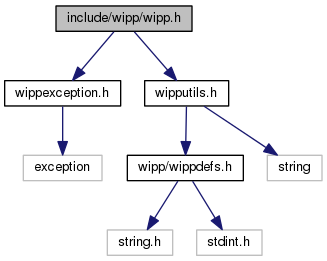 include/wipp/wipp.h
wippexception.h
wipputils.h
exception
wipp/wippdefs.h
string
string.h
stdint.h